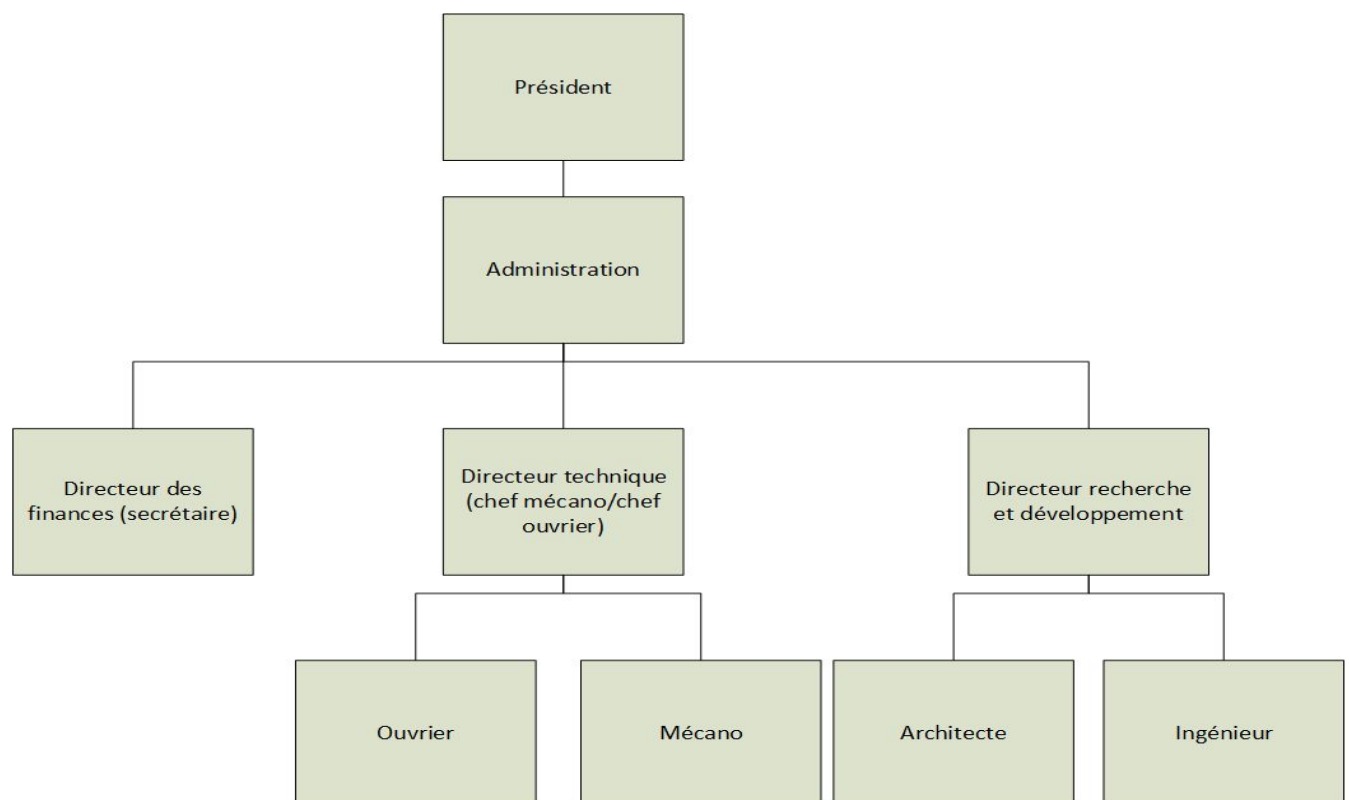 Président
Administration
Directeur des
finances (secrétaire)
Directeur technique
(chef mécano/chef
ouvrier)
Directeur recherche
et développement
Ouvrier
Mécano
Architecte
Ingénieur